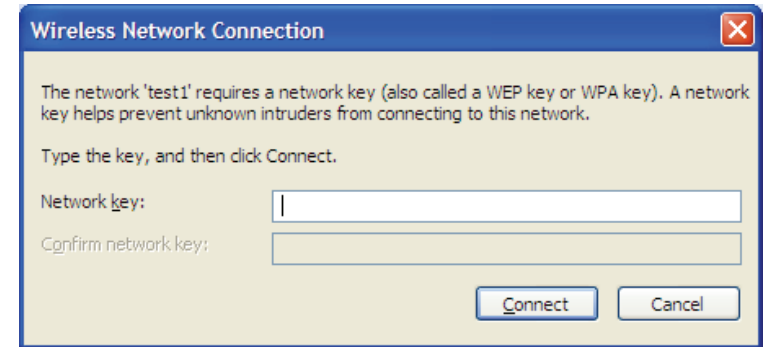 Wireless Network Connection
The network 'test1' requires a network key (also called a WEP key or WPA key). A network
key helps prevent unknown intruders from connecting to this network.
Type the key, and then click Connect.
Network key:
Confirm network key:
Connect Cancel